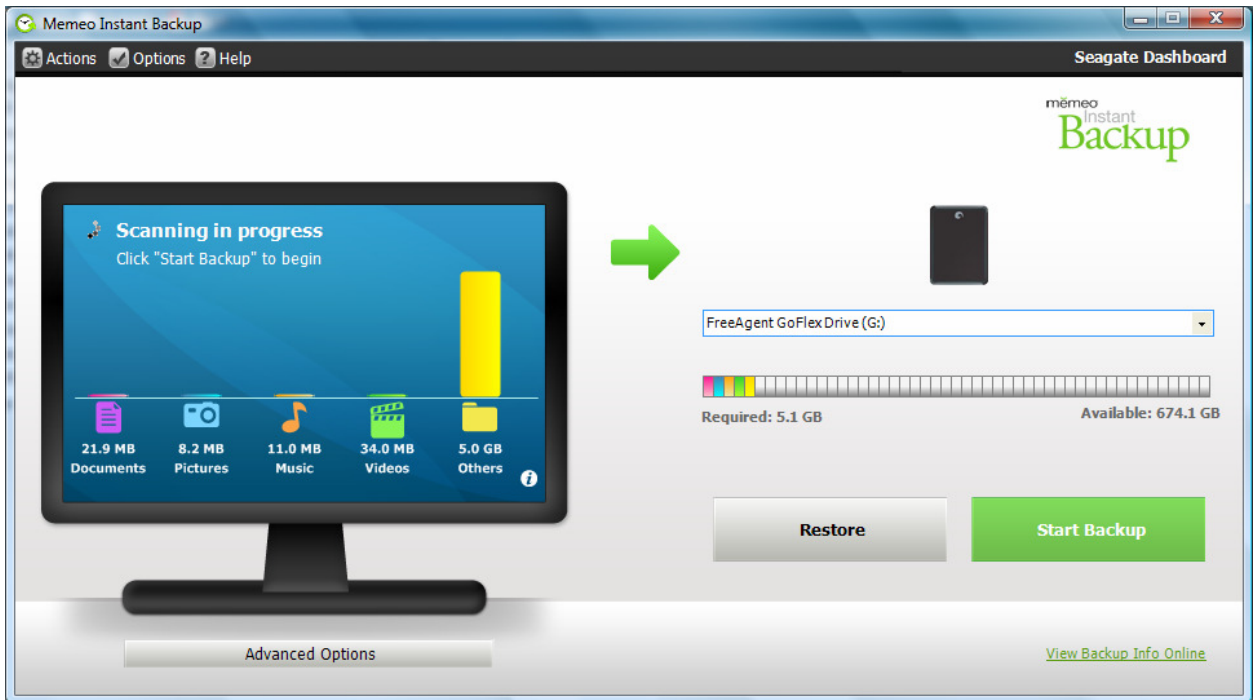 Memeo Instant Backup
Actions Options Help
Seagate Dashboard
mĕmeo
Instant
Backup
Scanning in progress
Click "Start Backup" to begin
FreeAgent GoFlex Drive (G:)
Required: 5.1 GB
Available: 674.1 GB
21.9 MB
Documents
8.2 MB
Pictures
11.0 MB
Music
34.0 MB
Videos
5.0 GB
Others
Restore
Start Backup
Advanced Options
View Backup Info Online